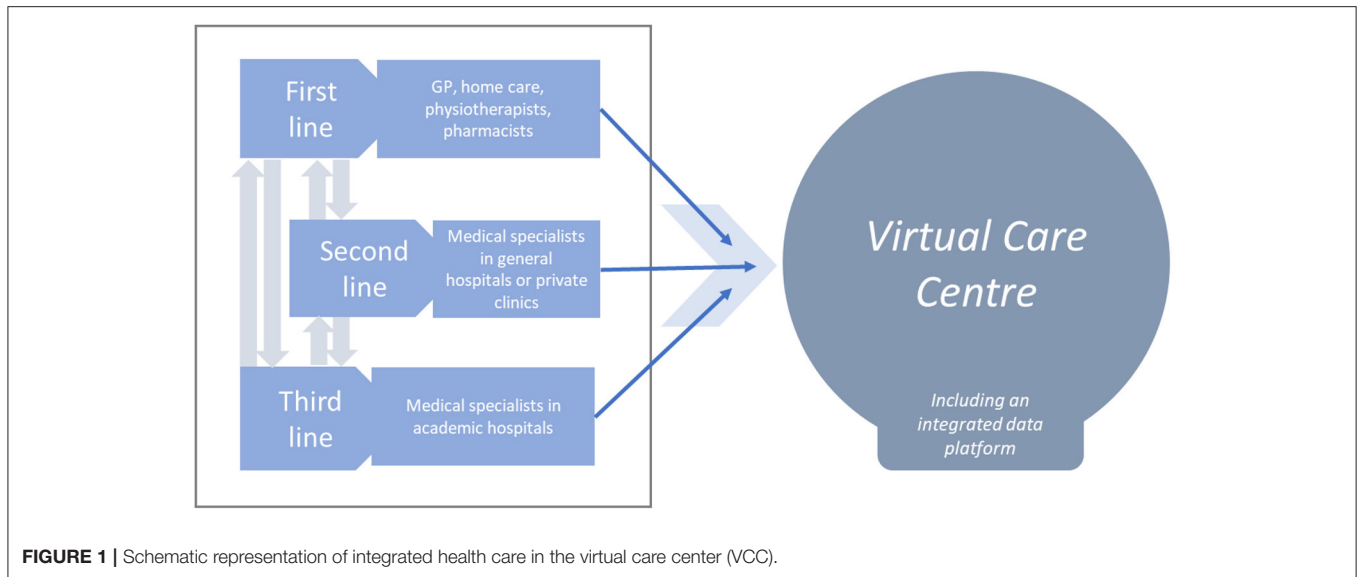 First
line
GP, home care,
physiotherapists,
pharmacists
Second
line
Medical specialists
in general
hospitals or private
clinics
Third
line
Medical specialists in
academic hospitals
Virtual Care
Centre
Including an
integrated data
platform
FIGURE 1 | Schematic representation of integrated health care in the virtual care center (VCC).